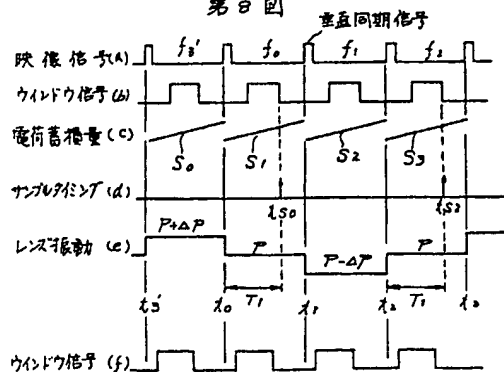 第8図
垂直同期信号
映像信号(a) f3' f0 f1 f2
ウインドウ信号(b)
電荷蓄積量(c) S0 S1 S2 S3
サンプルタイミング(d) tS0 tS2
レンズ振動(e) P+ΔP P P-ΔP P
T1 T1
t3' t0 t1 t2 t3
ウインドウ信号(f)